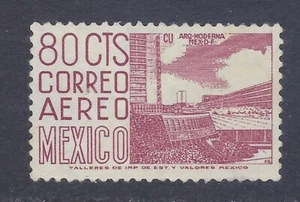 80 CTS
CORREO
AEREO
MEXICO
CU ARQ-MODERNA
MEX-D-F
TALLERES DE IMP. DE EST. Y VALORES MEXICO